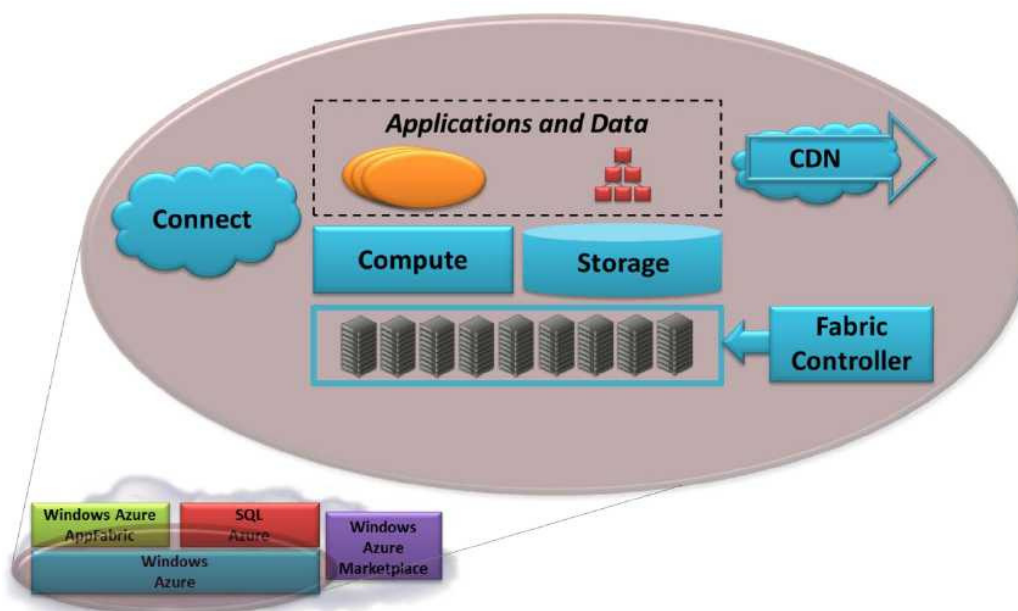 Applications and Data
CDN
Connect
Compute
Storage
Fabric
Controller
Windows Azure
AppFabric
SQL
Azure
Windows
Azure
Marketplace
Windows
Azure